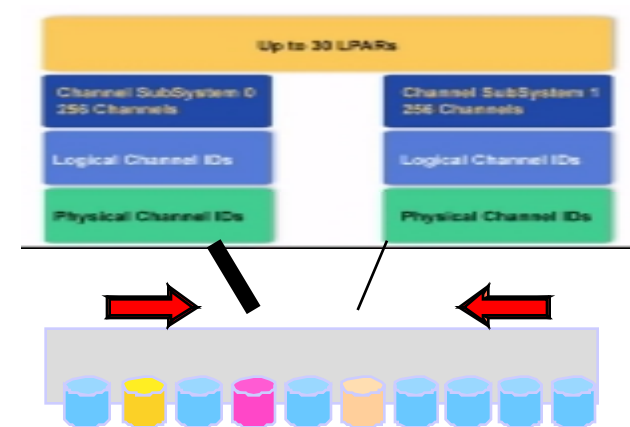 Up to 30 LPARs
Channel SubSystem 0
256 Channels
Channel SubSystem 1
256 Channels
Logical Channel IDs
Logical Channel IDs
Physical Channel IDs
Physical Channel IDs